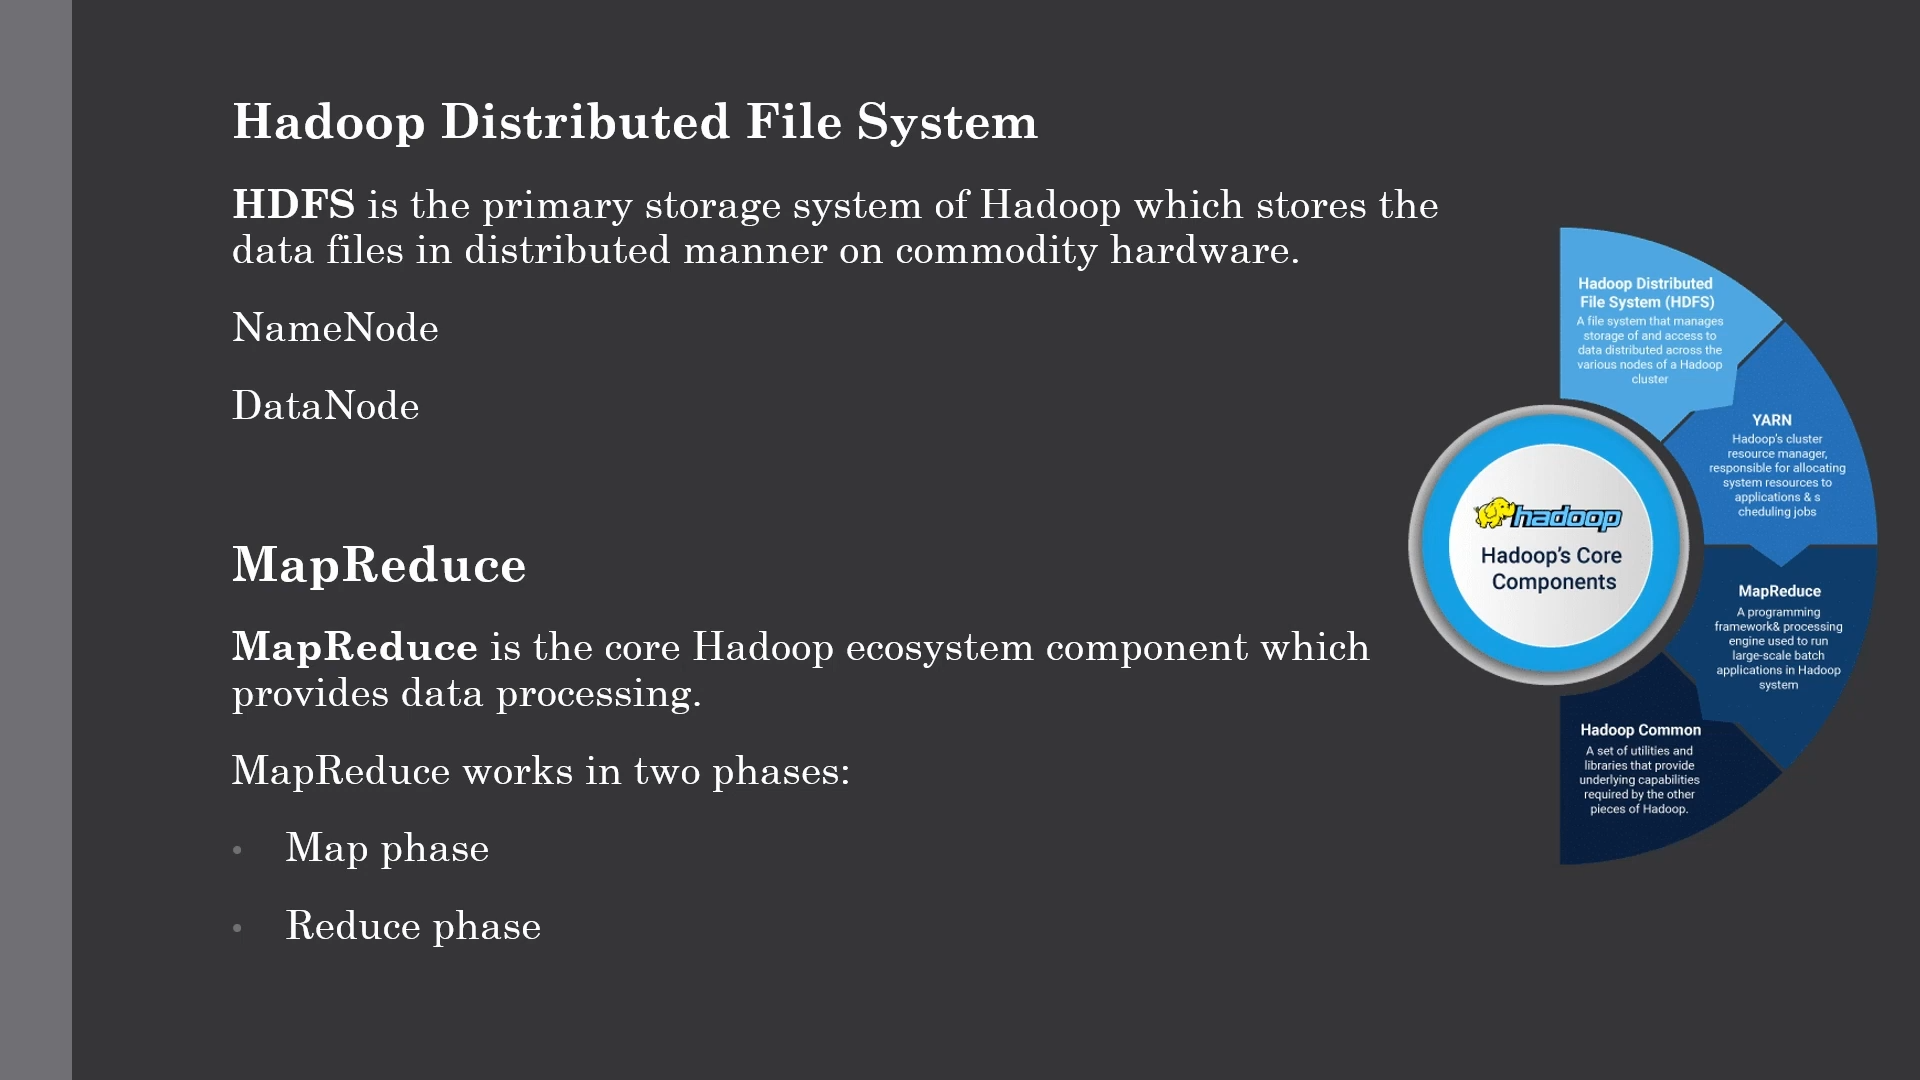 Hadoop Distributed File System
HDFS is the primary storage system of Hadoop which stores the
data files in distributed manner on commodity hardware.
NameNode
DataNode
MapReduce
MapReduce is the core Hadoop ecosystem component which
provides data processing.
MapReduce works in two phases:
• Map phase
• Reduce phase
hadoop
Hadoop's Core
Components
Hadoop Distributed
File System (HDFS)
A file system that manages
storage of and access to
data distributed across the
various nodes of a Hadoop
cluster
YARN
Hadoop's cluster
resource manager,
responsible for allocating
system resources to
applications & s
cheduling jobs
MapReduce
A programming
framework& processing
engine used to run
large-scale batch
applications in Hadoop
system
Hadoop Common
A set of utilities and
libraries that provide
underlying capabilities
required by the other
pieces of Hadoop.